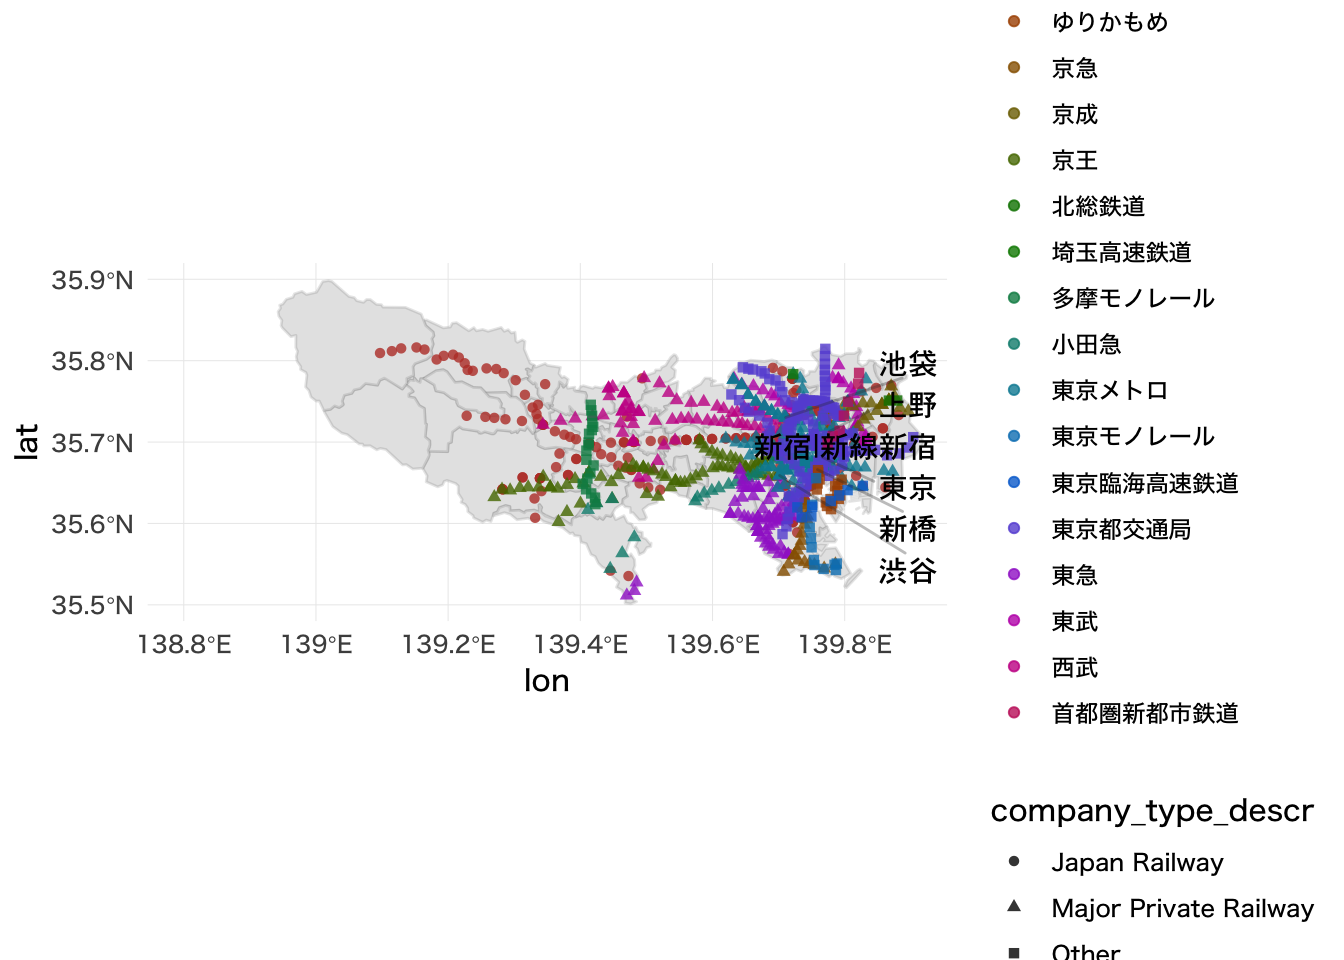 ゆりかもめ
京急
京成
京王
北総鉄道
埼玉高速鉄道
多摩モノレール
小田急
東京メトロ
東京モノレール
東京臨海高速鉄道
東京都交通局
東急
東武
西武
首都圏新都市鉄道
company_type_descr
Japan Railway
Major Private Railway
Other
35.9°N
35.8°N
35.7°N
35.6°N
35.5°N
lat
138.8°E
139°E
139.2°E
139.4°E
139.6°E
139.8°E
lon
池袋
上野
新宿|新線新宿
東京
新橋
渋谷